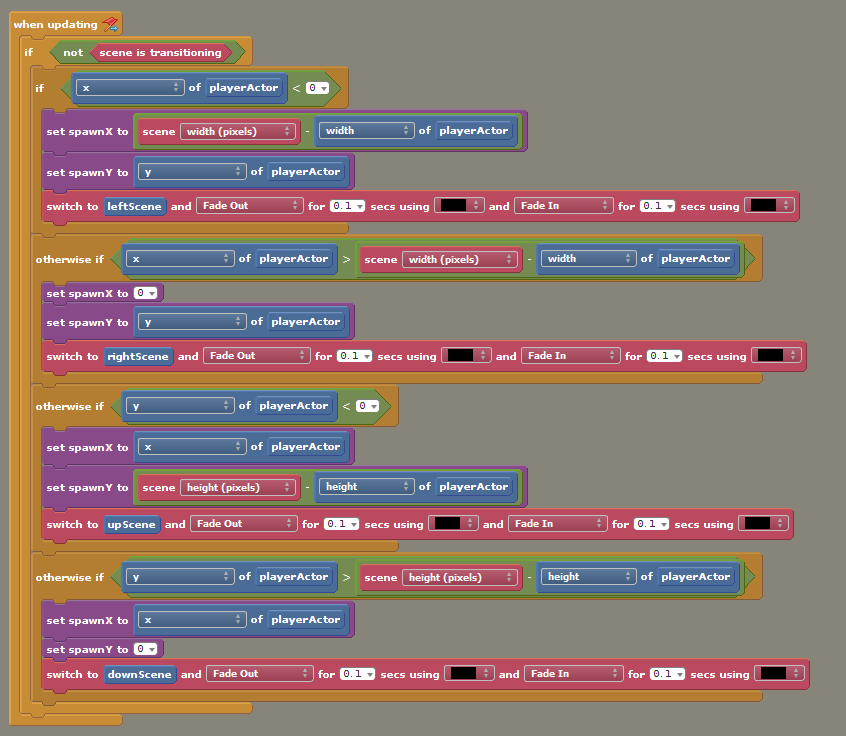 when updating
if not scene is transitioning
if x of playerActor < 0
set spawnX to scene width (pixels) - width of playerActor
set spawnY to y of playerActor
switch to leftScene and Fade Out for 0.1 secs using and Fade In for 0.1 secs using
otherwise if x of playerActor > scene width (pixels) - width of playerActor
set spawnX to 0
set spawnY to y of playerActor
switch to rightScene and Fade Out for 0.1 secs using and Fade In for 0.1 secs using
otherwise if y of playerActor < 0
set spawnX to x of playerActor
set spawnY to scene height (pixels) - height of playerActor
switch to upScene and Fade Out for 0.1 secs using and Fade In for 0.1 secs using
otherwise if y of playerActor > scene height (pixels) - height of playerActor
set spawnX to x of playerActor
set spawnY to 0
switch to downScene and Fade Out for 0.1 secs using and Fade In for 0.1 secs using